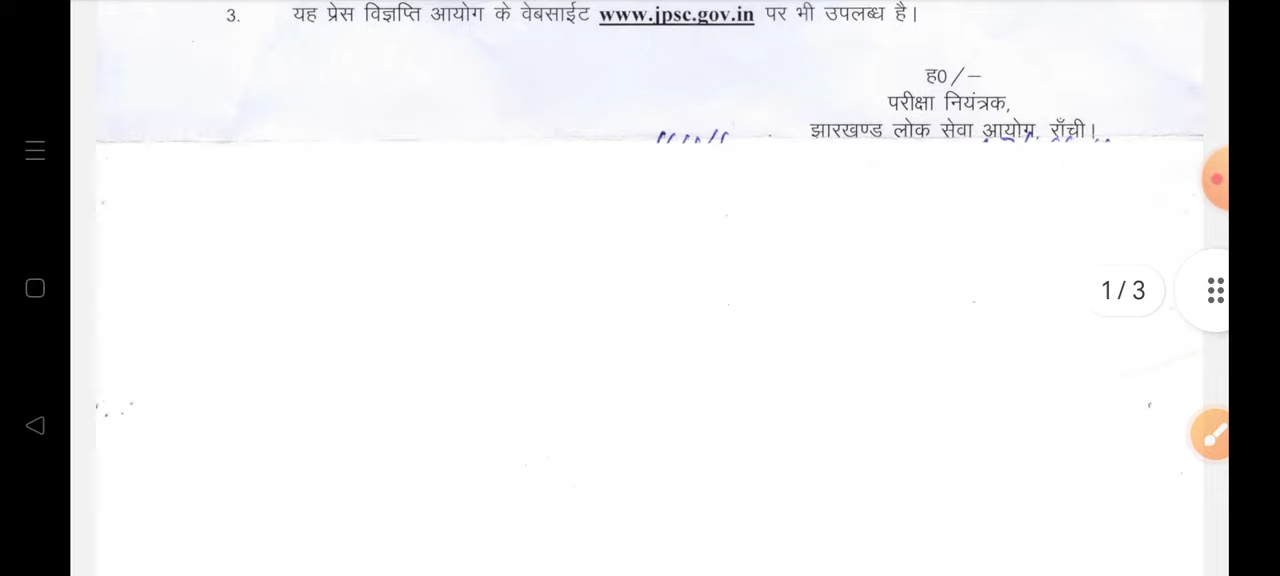 3. यह प्रेस विज्ञप्ति आयोग के वेबसाईट www.jpsc.gov.in पर भी उपलब्ध है।
ह0/–
परीक्षा नियंत्रक,
झारखण्ड लोक सेवा आयोग, राँची।
1/3